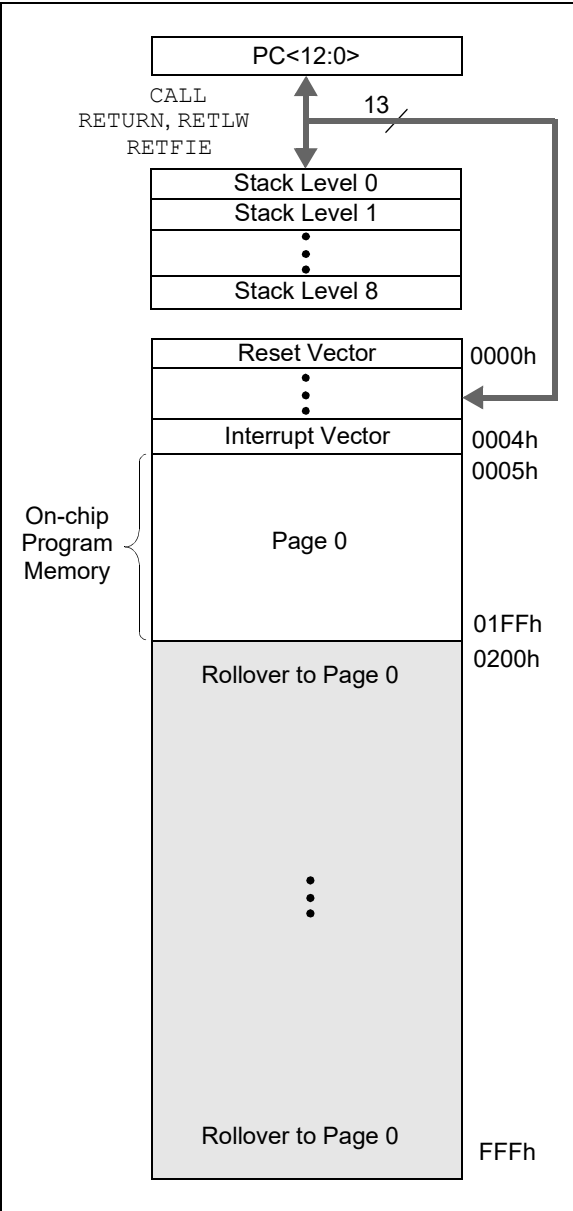 PC<12:0>
CALL
RETURN, RETLW
RETFIE
13
Stack Level 0
Stack Level 1
Stack Level 8
Reset Vector
0000h
Interrupt Vector
0004h
0005h
On-chip
Program
Memory
Page 0
01FFh
0200h
Rollover to Page 0
Rollover to Page 0
FFFh